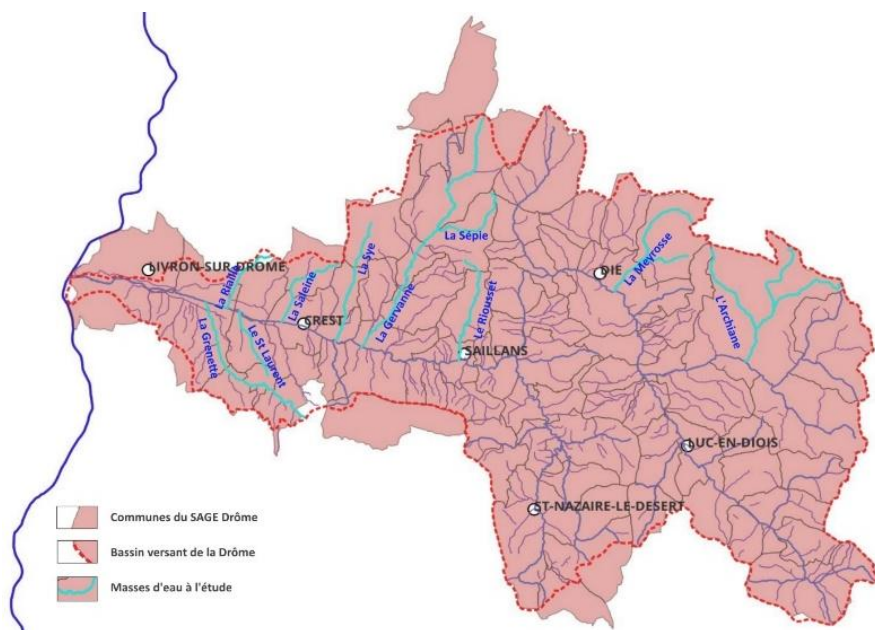 La Sépie
La Sye
La Meyrosse
LIVRON-SUR-DRÔME
DIE
La Riaille
La Saleine
La Gervanne
Le Riousset
L'Archiane
CREST
La Grenette
Le St Laurent
SAILLANS
LUC-EN-DIOIS
ST-NAZAIRE-LE-DESERT
Communes du SAGE Drôme
Bassin versant de la Drôme
Masses d'eau à l'étude